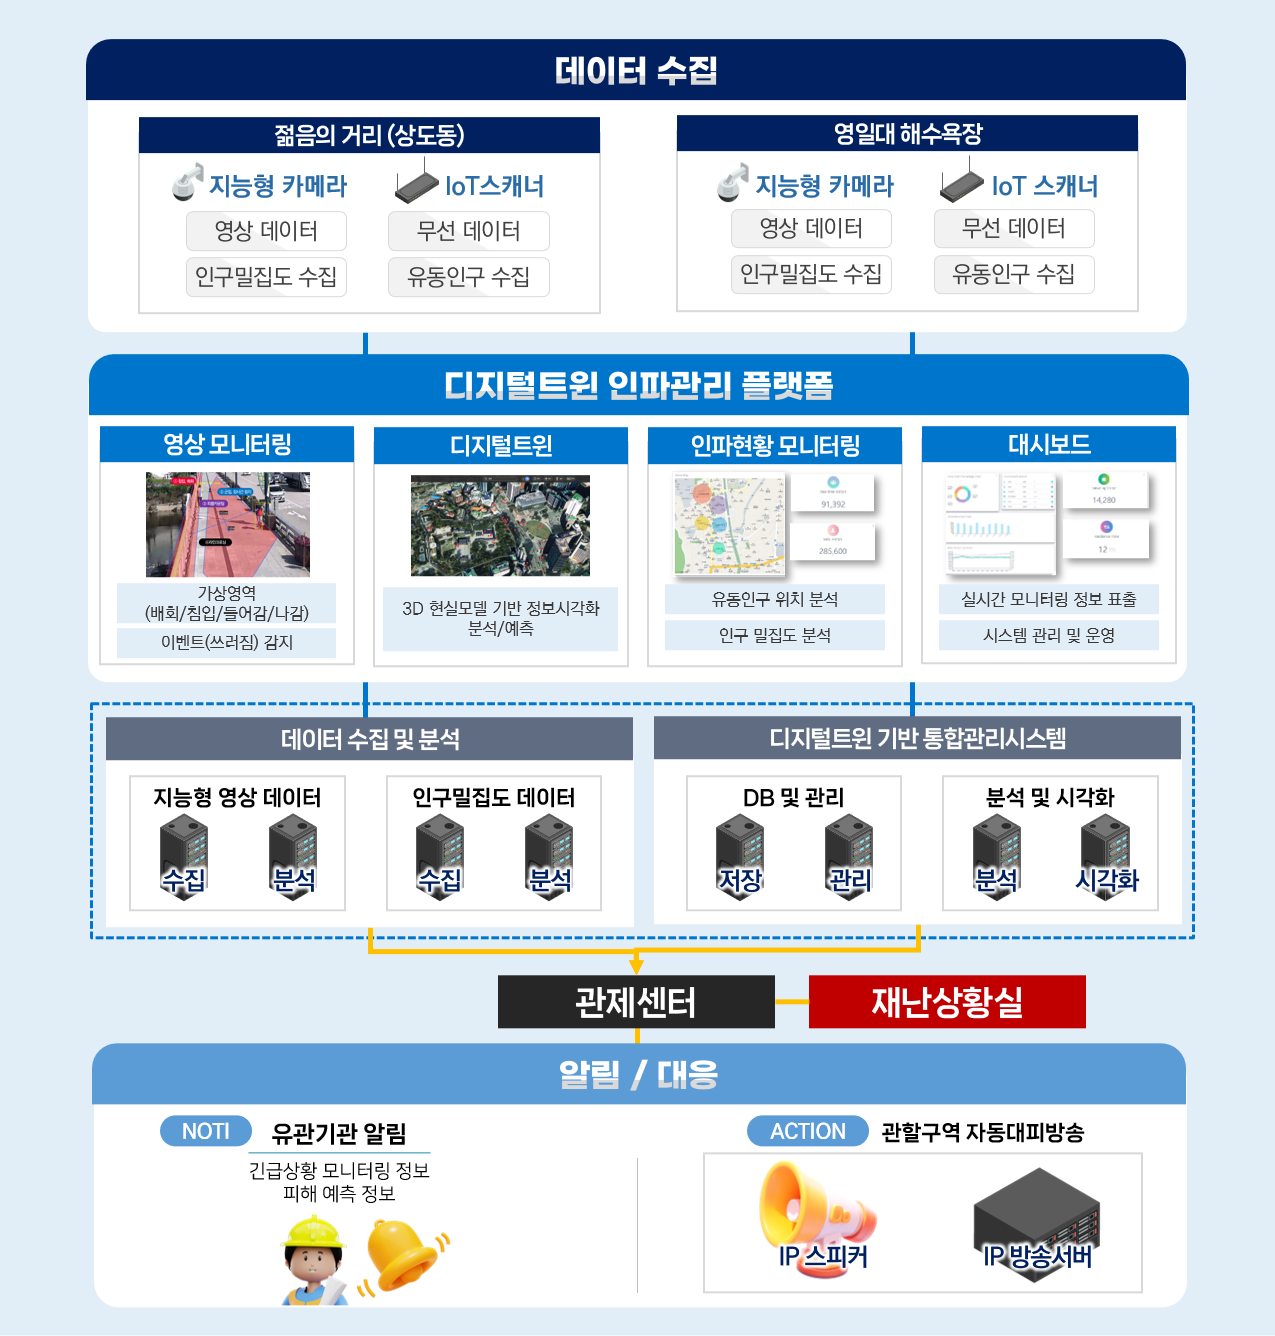 데이터 수집
젊음의 거리 (상도동)
지능형 카메라
IoT스캐너
영상 데이터
무선 데이터
인구밀집도 수집
유동인구 수집
영일대 해수욕장
지능형 카메라
IoT 스캐너
영상 데이터
무선 데이터
인구밀집도 수집
유동인구 수집
디지털트윈 인파관리 플랫폼
영상 모니터링
가상영역
(배회/침입/들어감/나감)
이벤트(쓰러짐) 감지
디지털트윈
3D 현실모델 기반 정보시각화
분석/예측
인파현황 모니터링
91,392
285,600
유동인구 위치 분석
인구 밀집도 분석
대시보드
14,280
12
실시간 모니터링 정보 표출
시스템 관리 및 운영
데이터 수집 및 분석
지능형 영상 데이터
수집
분석
인구밀집도 데이터
수집
분석
디지털트윈 기반 통합관리시스템
DB 및 관리
저장
관리
분석 및 시각화
분석
시각화
관제센터
재난상황실
알림 / 대응
NOTI
유관기관 알림
긴급상황 모니터링 정보
피해 예측 정보
ACTION
관할구역 자동대피방송
IP 스피커
IP 방송서버